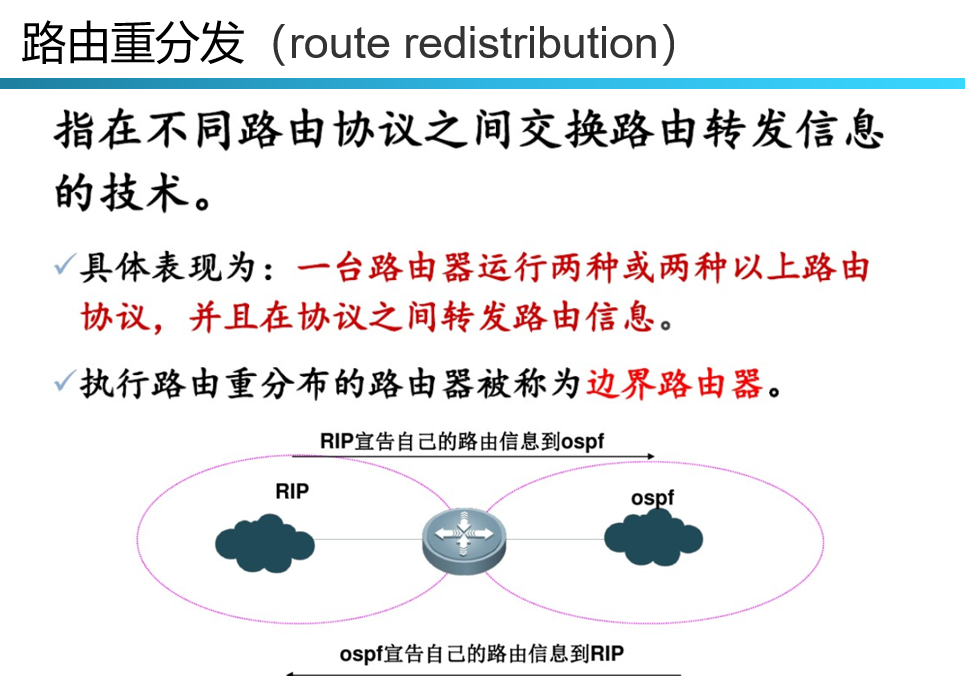 路由重分发（route redistribution）
指在不同路由协议之间交换路由转发信息
的技术。
✓具体表现为：一台路由器运行两种或两种以上路由
协议，并且在协议之间转发路由信息。
✓执行路由重分布的路由器被称为边界路由器。
RIP宣告自己的路由信息到ospf
RIP
ospf
ospf宣告自己的路由信息到RIP